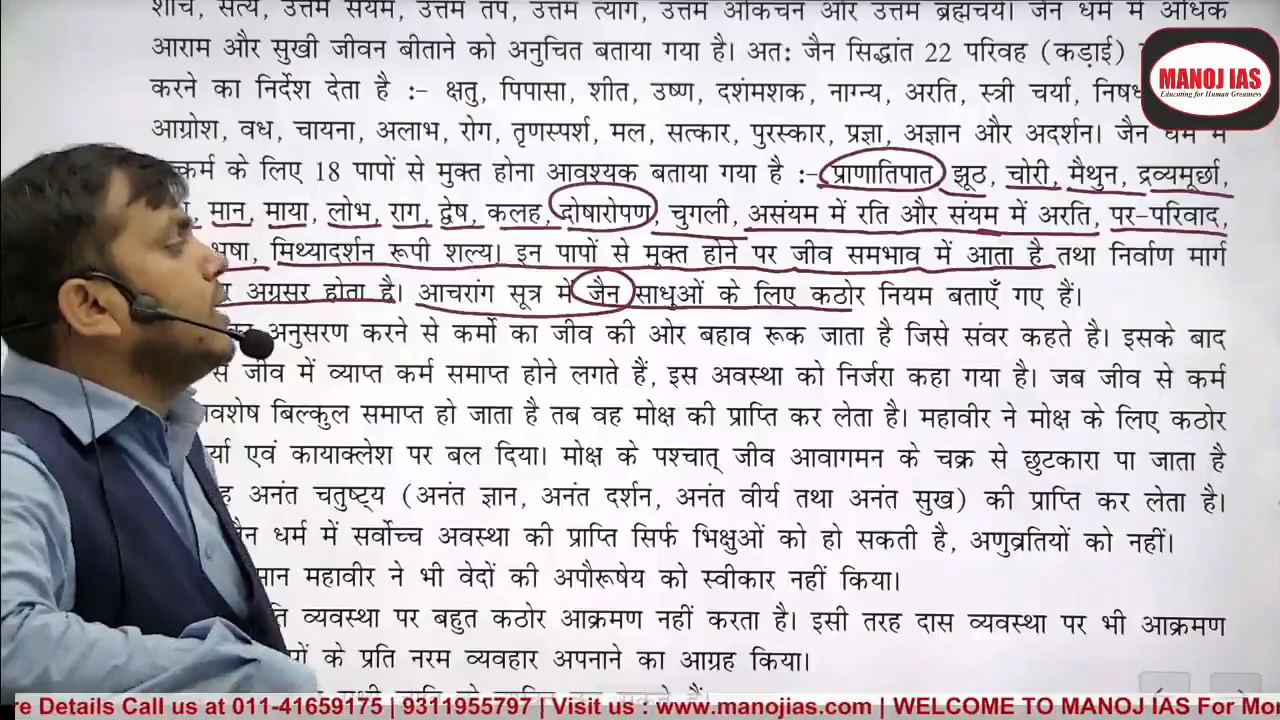 शौच, सत्य, उत्तम संयम, उत्तम तप, उत्तम त्याग, उत्तम अकिंचन और उत्तम ब्रह्मचर्य। जैन धर्म में अधिक
आराम और सुखी जीवन बीताने को अनुचित बताया गया है। अतः जैन सिद्धांत 22 परिवह (कड़ाई)
करने का निर्देश देता है :- क्षतु, पिपासा, शीत, उष्ण, दशंमशक, नाग्न्य, अरति, स्त्री चर्या,
आग्रोश, वध, चायना, अलाभ, रोग, तृणस्पर्श, मल, सत्कार, पुरस्कार, प्रज्ञा, अज्ञान और अदर्शन। जैन धर्म में
के लिए 18 पापों से मुक्त होना आवश्यक बताया गया है :- प्राणातिपात झूठ, चोरी, मैथुन, द्रव्यमूर्छा,
मान, माया, लोभ, राग, द्वेष, कलह, दोषारोपण, चुगली, असंयम में रति और संयम में अरति, पर-परिवाद,
मिथ्यादर्शन रूपी शल्य। इन पापों से मुक्त होने पर जीव समभाव में आता है तथा निर्वाण मार्ग
अग्रसर होता है। आचरांग सूत्र में जैन साधुओं के लिए कठोर नियम बताएँ गए हैं।
अनुसरण करने से कर्मो का जीव की ओर बहाव रूक जाता है जिसे संवर कहते है। इसके बाद
से जीव में व्याप्त कर्म समाप्त होने लगते हैं, इस अवस्था को निर्जरा कहा गया है। जब जीव से कर्म
बिल्कुल समाप्त हो जाता है तब वह मोक्ष की प्राप्ति कर लेता है। महावीर ने मोक्ष के लिए कठोर
एवं कायाक्लेश पर बल दिया। मोक्ष के पश्चात् जीव आवागमन के चक्र से छुटकारा पा जाता है
अनंत चतुष्ट्य (अनंत ज्ञान, अनंत दर्शन, अनंत वीर्य तथा अनंत सुख) की प्राप्ति कर लेता है।
धर्म में सर्वोच्च अवस्था की प्राप्ति सिर्फ भिक्षुओं को हो सकती है, अणुव्रतियों को नहीं।
महावीर ने भी वेदों की अपौरूषेय को स्वीकार नहीं किया।
व्यवस्था पर बहुत कठोर आक्रमण नहीं करता है। इसी तरह दास व्यवस्था पर भी आक्रमण
के प्रति नरम व्यवहार अपनाने का आग्रह किया।
MANOJ IAS
Educating for Human Greatness
re Details Call us at 011-41659175 | 9311955797 | Visit us : www.manojias.com | WELCOME TO MANOJ IAS For Mor